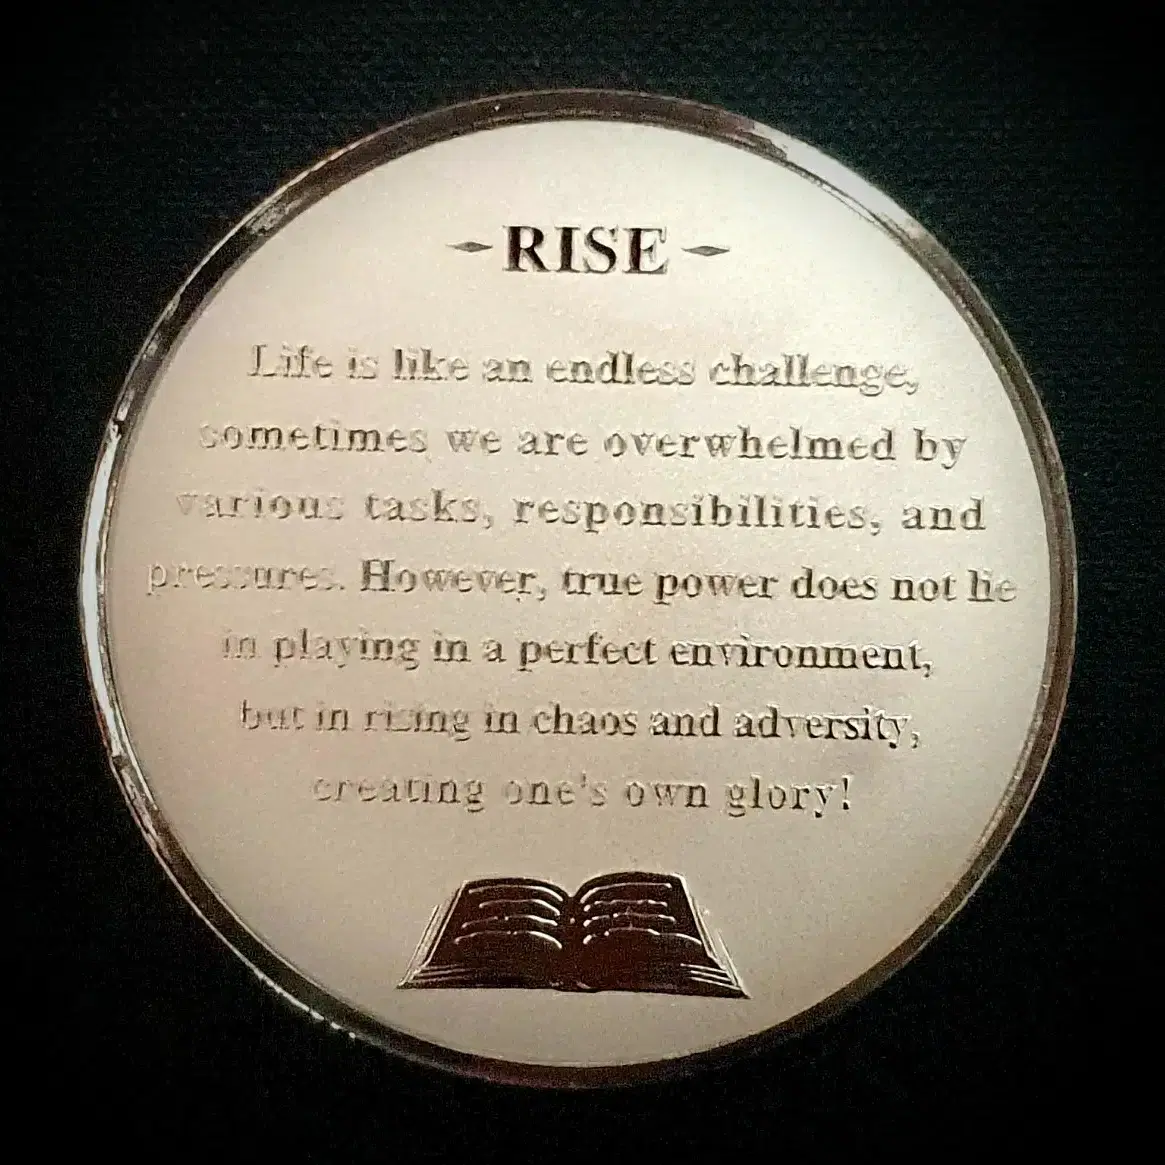 RISE
Life is like an endless challenge,
sometimes we are overwhelmed by
various tasks, responsibilities, and
pressures. However, true power does not lie
in playing in a perfect environment,
but in rising in chaos and adversity,
creating one's own glory!